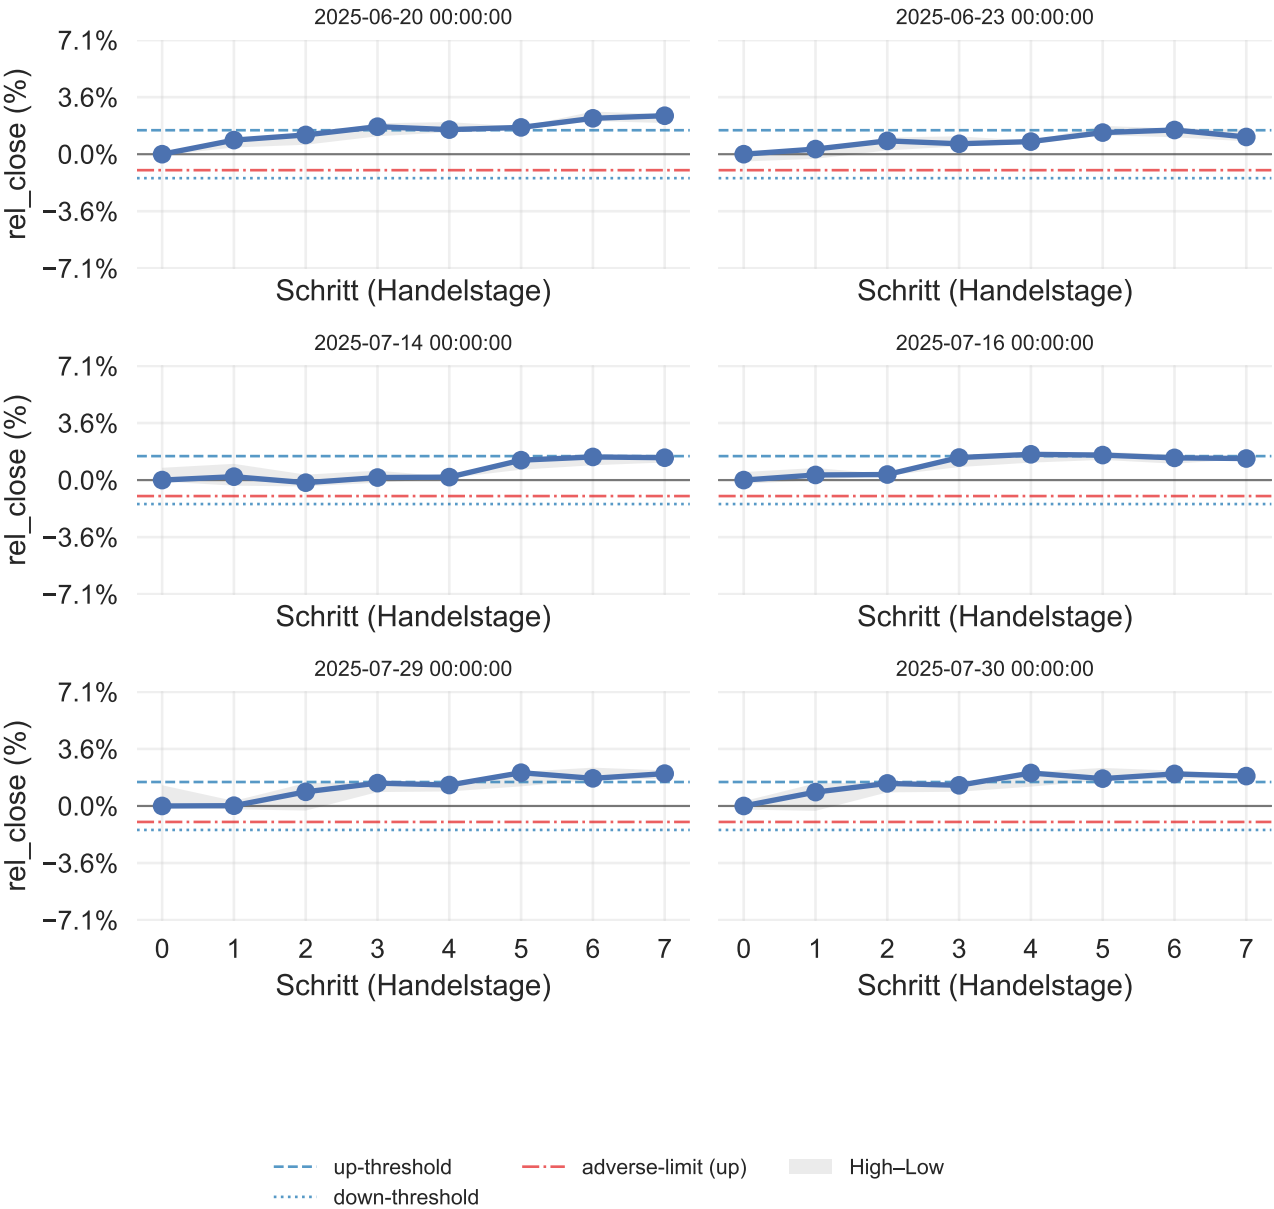 2025-06-20 00:00:00
2025-06-23 00:00:00
7.1%
3.6%
0.0%
−3.6%
−7.1%
rel_close (%)
Schritt (Handelstage)
Schritt (Handelstage)
2025-07-14 00:00:00
2025-07-16 00:00:00
7.1%
3.6%
0.0%
−3.6%
−7.1%
rel_close (%)
Schritt (Handelstage)
Schritt (Handelstage)
2025-07-29 00:00:00
2025-07-30 00:00:00
7.1%
3.6%
0.0%
−3.6%
−7.1%
rel_close (%)
0 1 2 3 4 5 6 7
0 1 2 3 4 5 6 7
Schritt (Handelstage)
Schritt (Handelstage)
up-threshold
down-threshold
adverse-limit (up)
High–Low